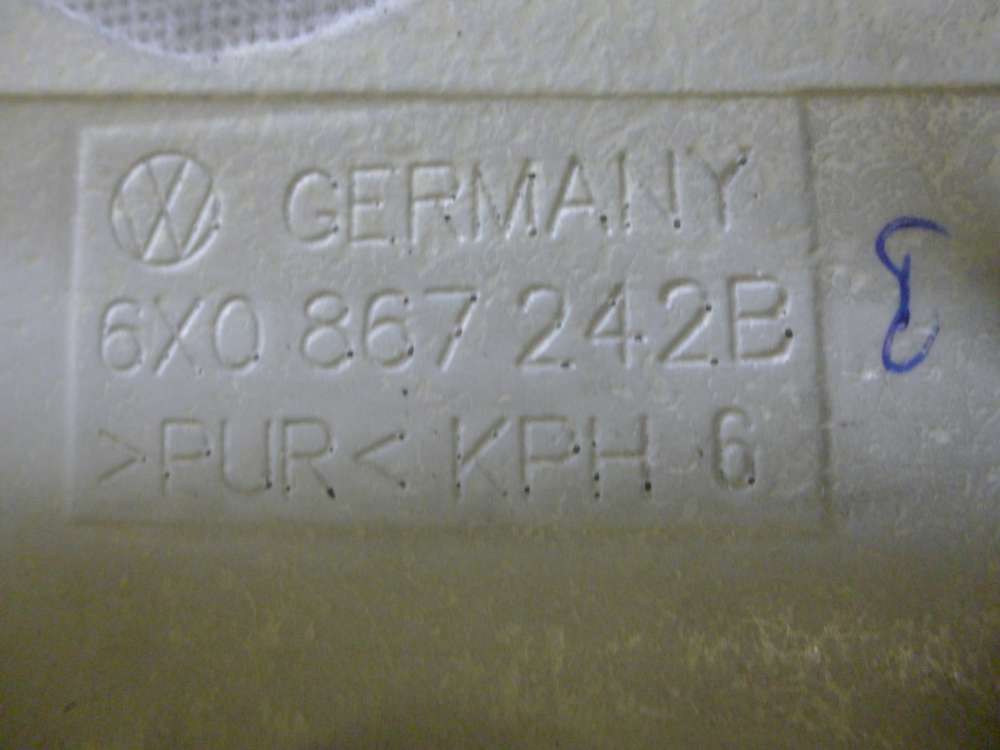 GERMANY
6X0 867 242B
>PUR< KPH 6